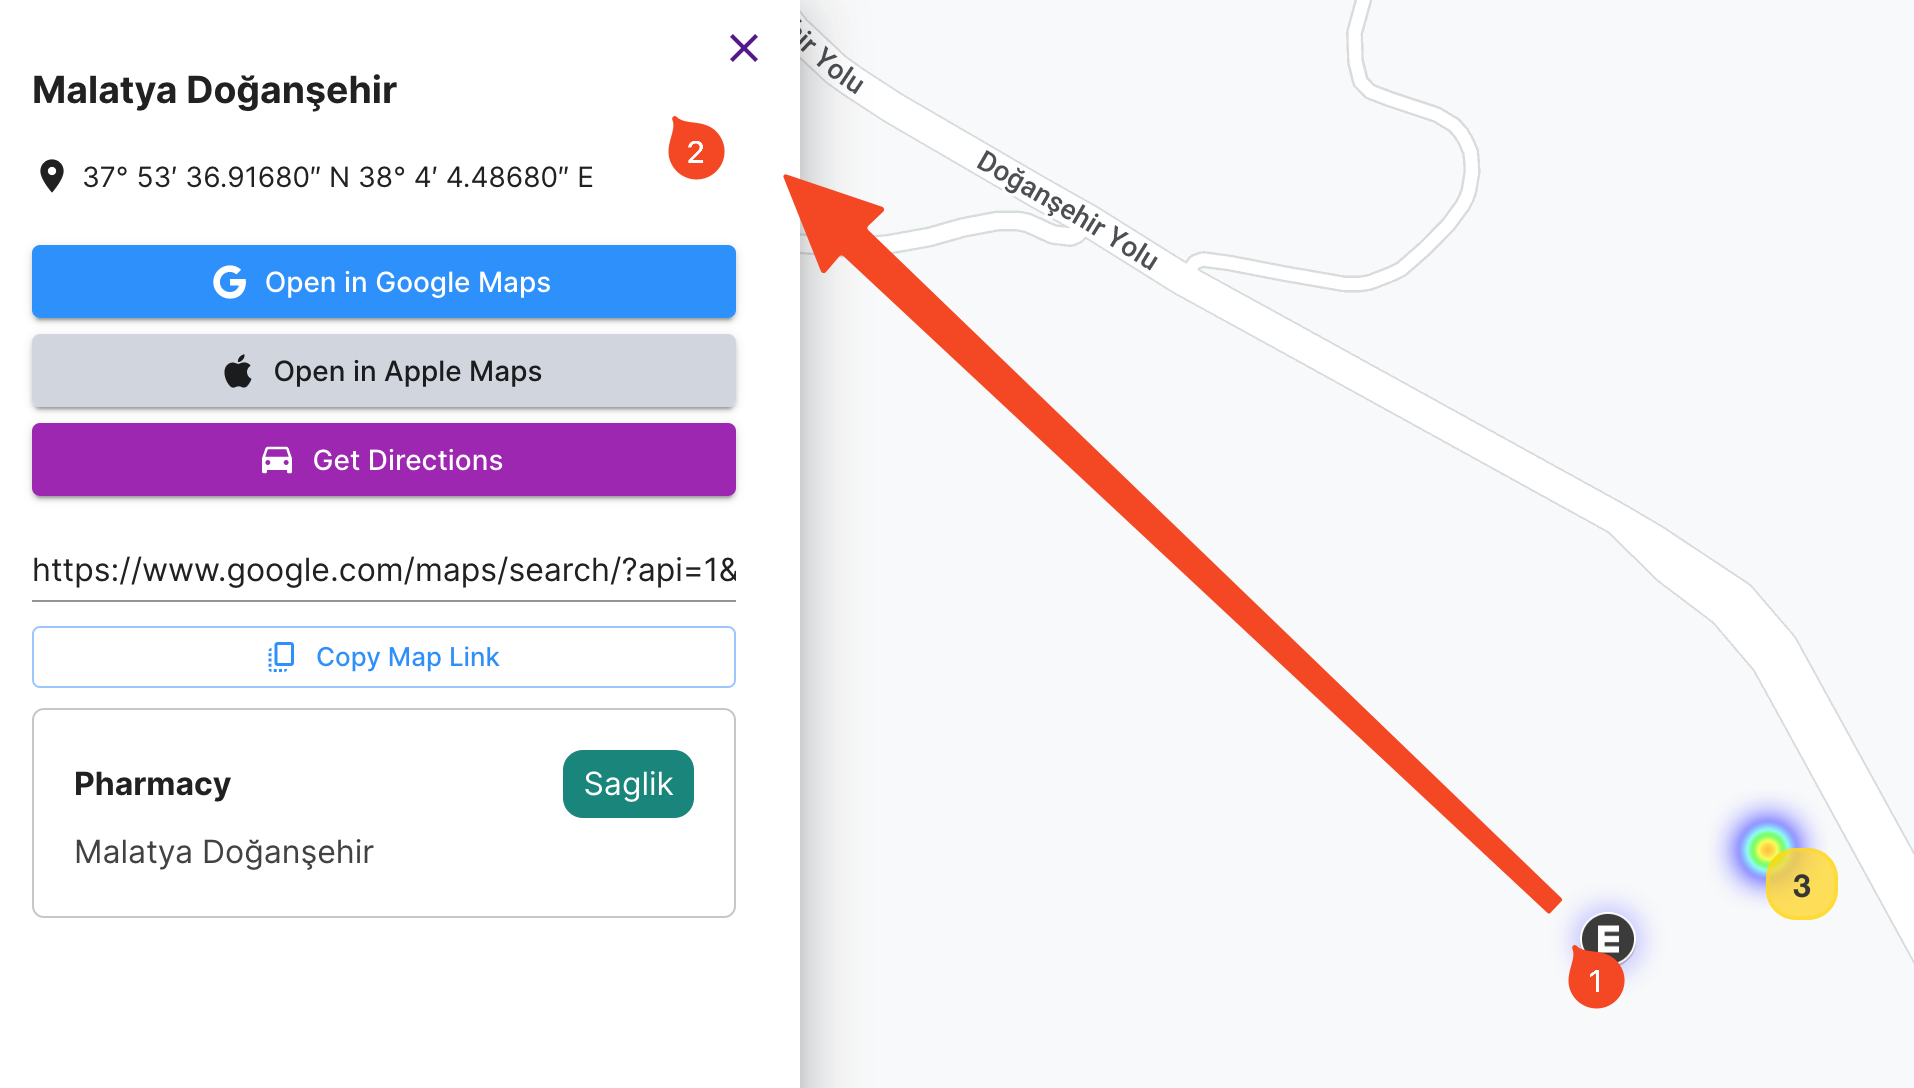 Malatya Doğanşehir
2
37° 53′ 36.91680″ N 38° 4′ 4.48680″ E
Open in Google Maps
Open in Apple Maps
Get Directions
https://www.google.com/maps/search/?api=1&
Copy Map Link
Pharmacy
Saglik
Malatya Doğanşehir
Yolu
Doğanşehir Yolu
3
E
1